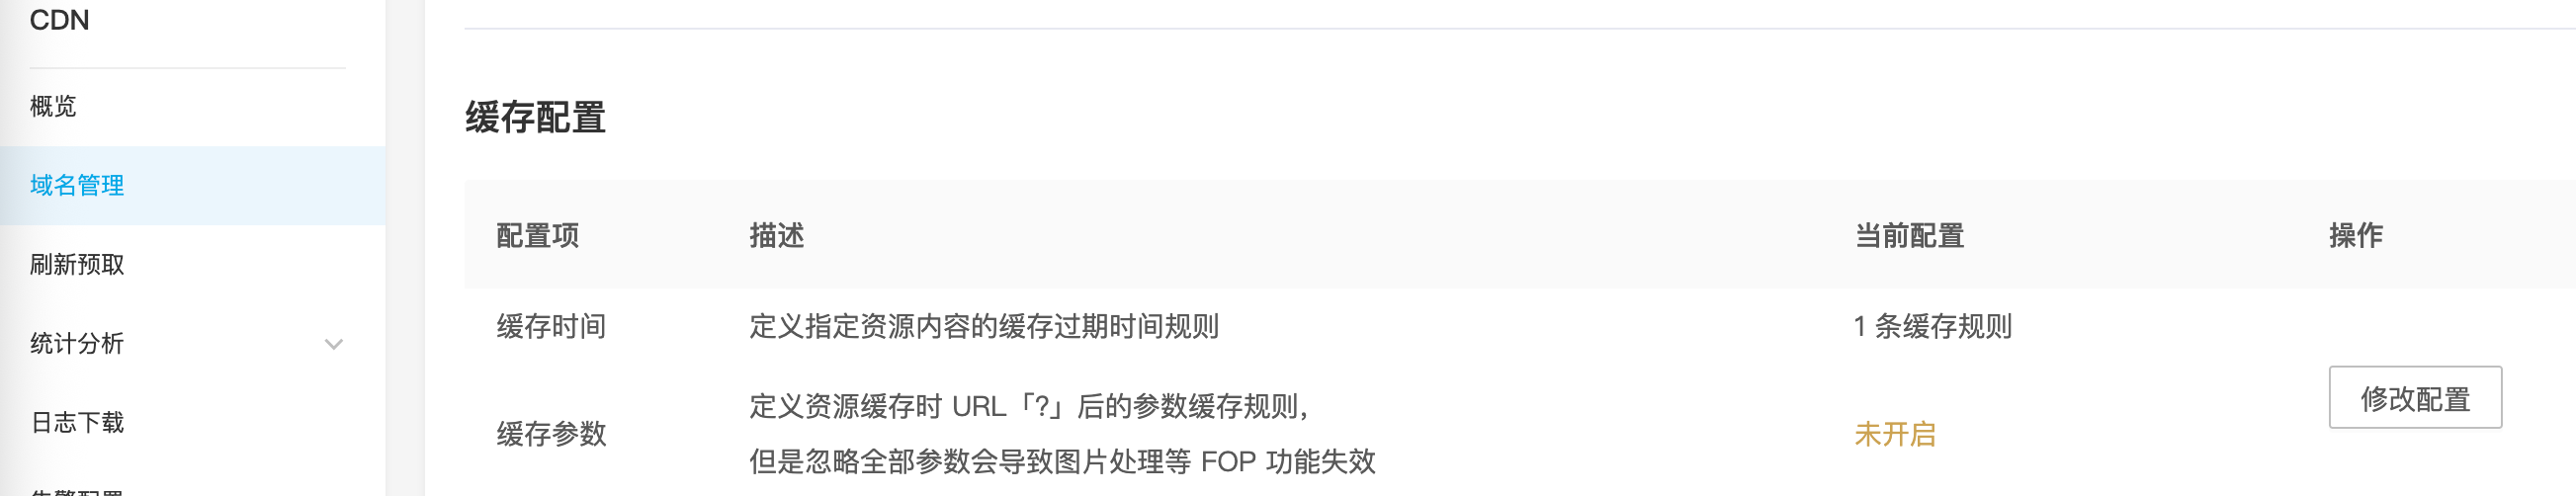 CDN
概览
域名管理
刷新预取
统计分析
日志下载
告警配置
缓存配置
配置项 描述 当前配置 操作
缓存时间 定义指定资源内容的缓存过期时间规则 1 条缓存规则
缓存参数 定义资源缓存时 URL「?」后的参数缓存规则,
但是忽略全部参数会导致图片处理等 FOP 功能失效
未开启
修改配置